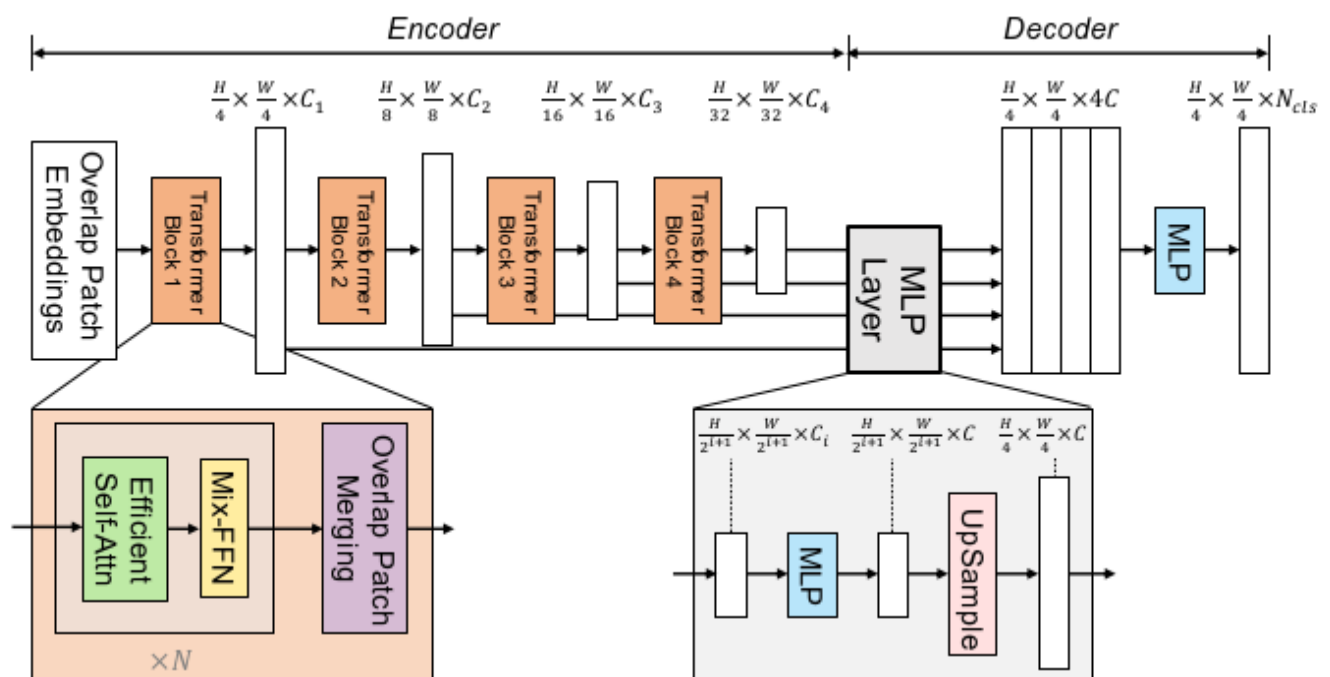 Encoder
Decoder
H/4 × W/4 × C₁
H/8 × W/8 × C₂
H/16 × W/16 × C₃
H/32 × W/32 × C₄
H/4 × W/4 × 4C
H/4 × W/4 × N_cls
Overlap Patch
Embeddings
Transformer
Block 1
Transformer
Block 2
Transformer
Block 3
Transformer
Block 4
MLP
Layer
MLP
Efficient
Self-Attn
Mix-FFN
Overlap Patch
Merging
×N
H/2^{i+1} × W/2^{i+1} × C_i
H/2^{i+1} × W/2^{i+1} × C
H/4 × W/4 × C
MLP
UpSample